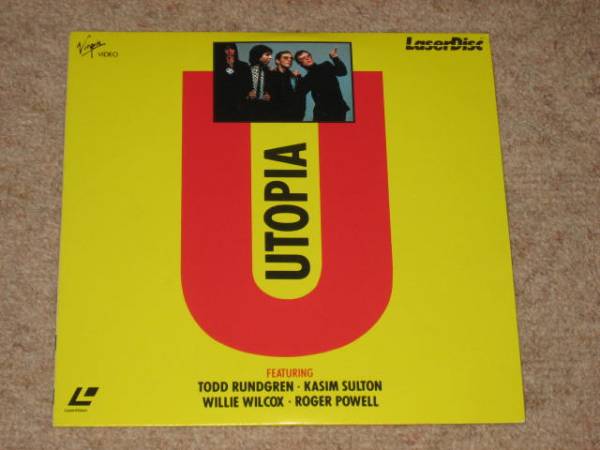 Virgin
VIDEO
LaserDisc
UTOPIA
FEATURING
TODD RUNDGREN · KASIM SULTON
WILLIE WILCOX · ROGER POWELL